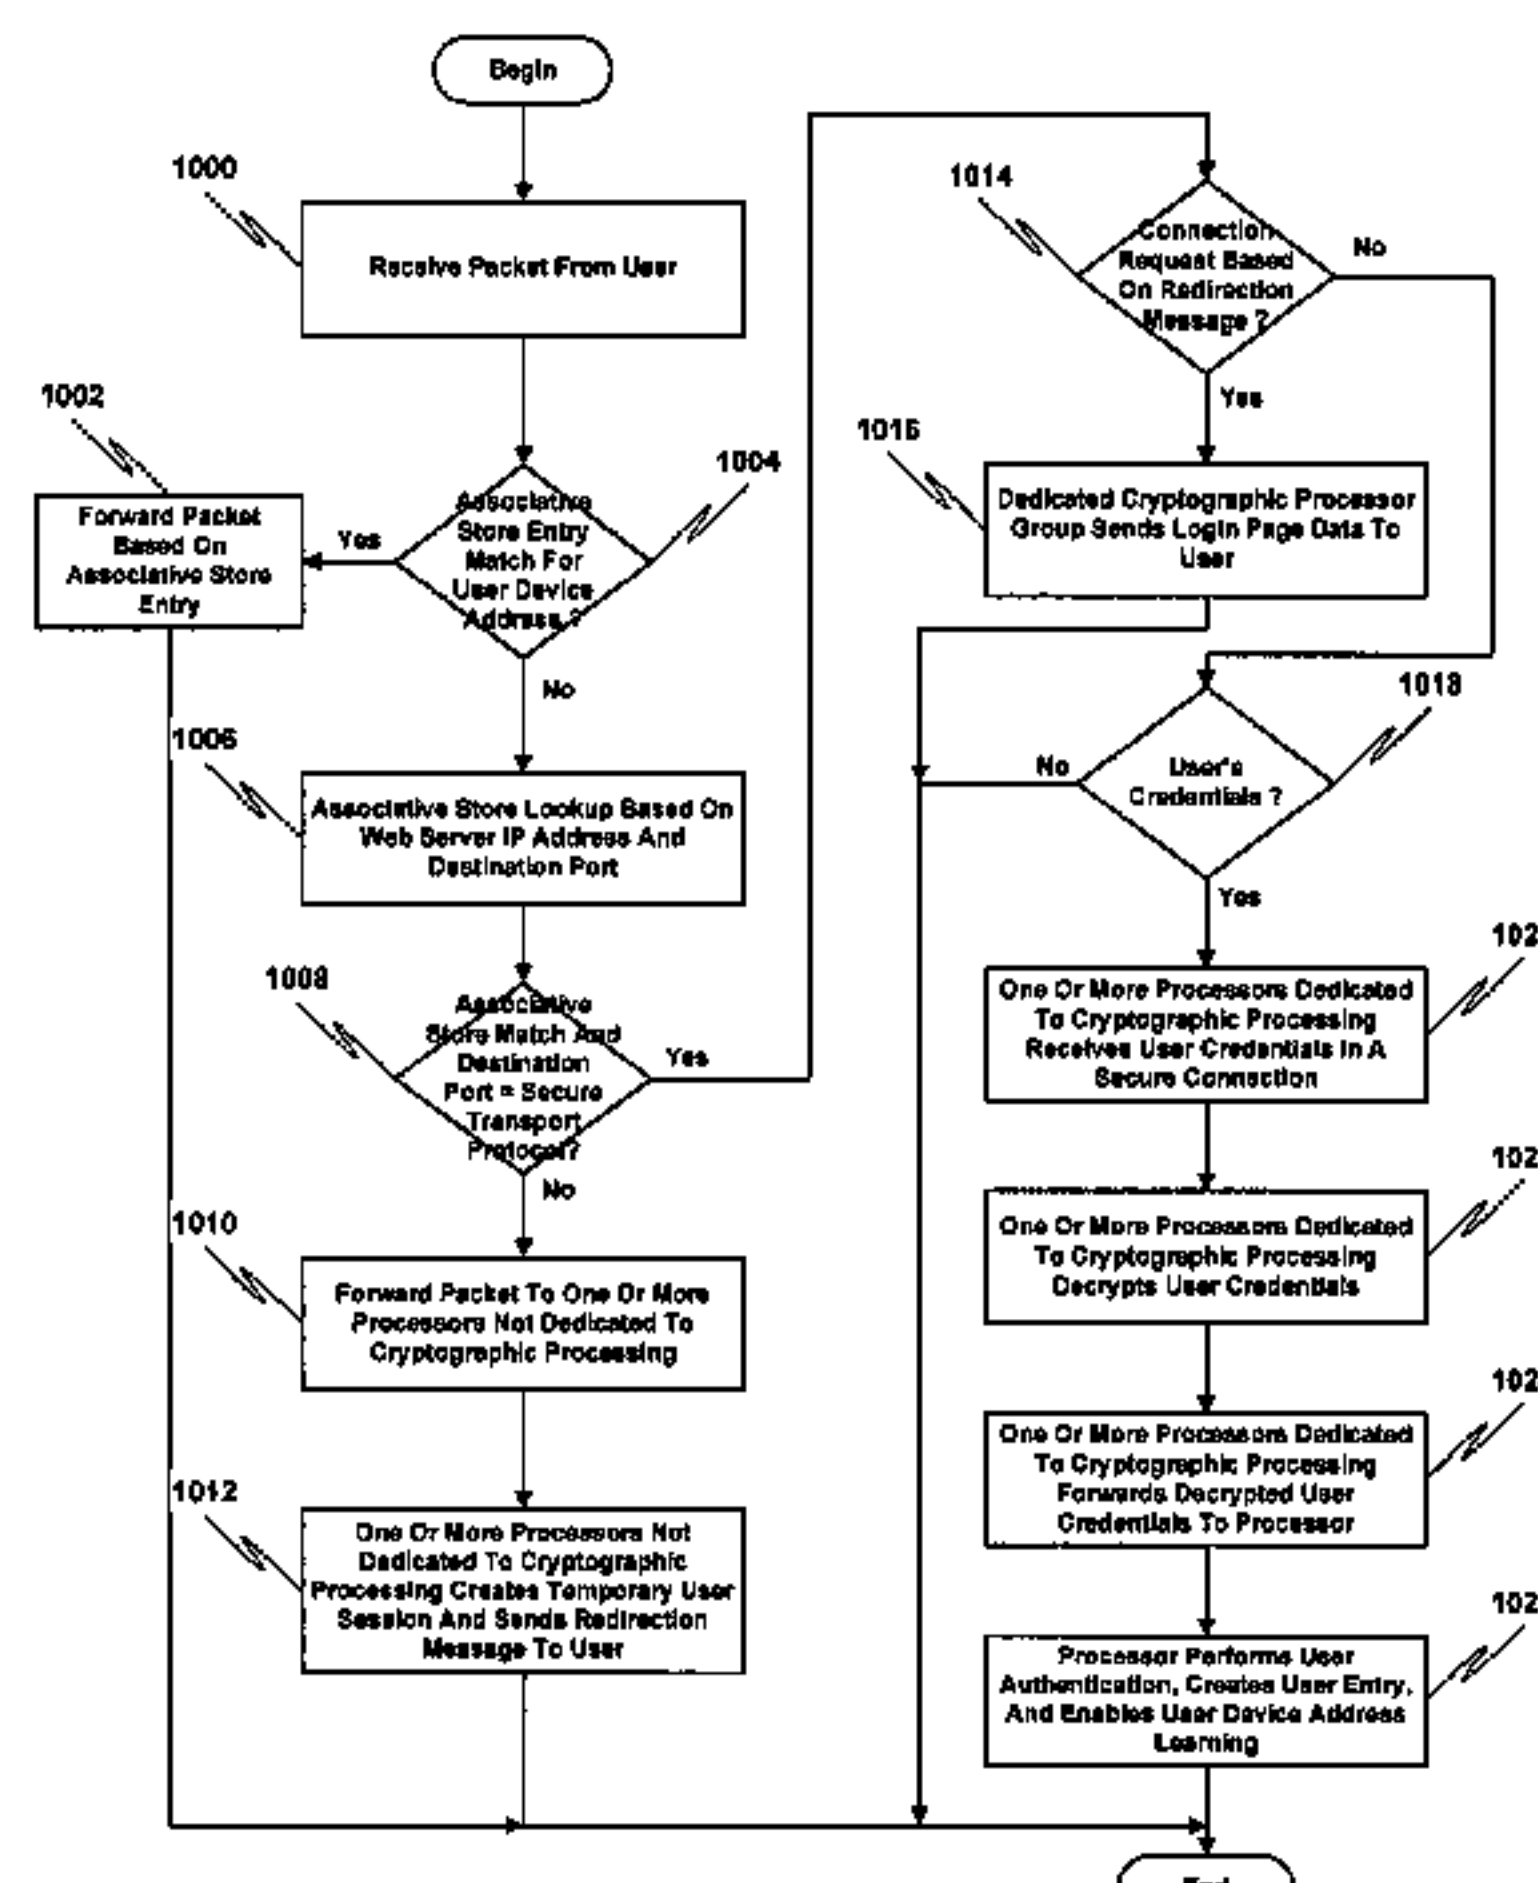 Begin
1000
Receive Packet From User
1002
Forward Packet
Based On
Associative Store
Entry
Yes
1004
Associative
Store Entry
Match For
User Device
Address ?
No
1006
Associative Store Lookup Based On
Web Server IP Address And
Destination Port
1008
Associative
Store Match And
Destination
Port = Secure
Transport
Protocol?
Yes
No
1010
Forward Packet To One Or More
Processors Not Dedicated To
Cryptographic Processing
1012
One Or More Processors Not
Dedicated To Cryptographic
Processing Creates Temporary User
Session And Sends Redirection
Message To User
1014
Connection
Request Based
On Redirection
Message ?
No
Yes
1016
Dedicated Cryptographic Processor
Group Sends Login Page Data To
User
1018
User's
Credentials ?
No
Yes
102
One Or More Processors Dedicated
To Cryptographic Processing
Receives User Credentials In A
Secure Connection
102
One Or More Processors Dedicated
To Cryptographic Processing
Decrypts User Credentials
102
One Or More Processors Dedicated
To Cryptographic Processing
Forwards Decrypted User
Credentials To Processor
102
Processor Performs User
Authentication, Creates User Entry,
And Enables User Device Address
Learning